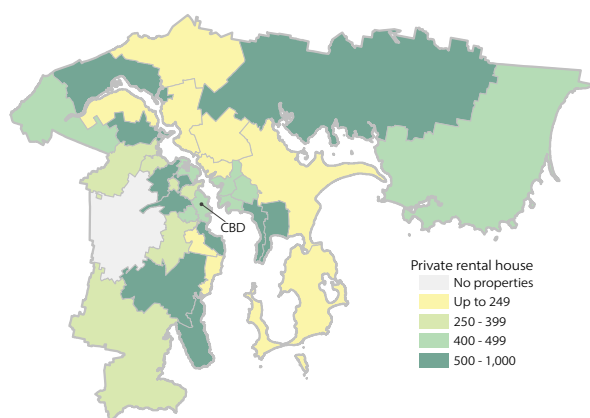 CBD
Private rental house
No properties
Up to 249
250 - 399
400 - 499
500 - 1,000